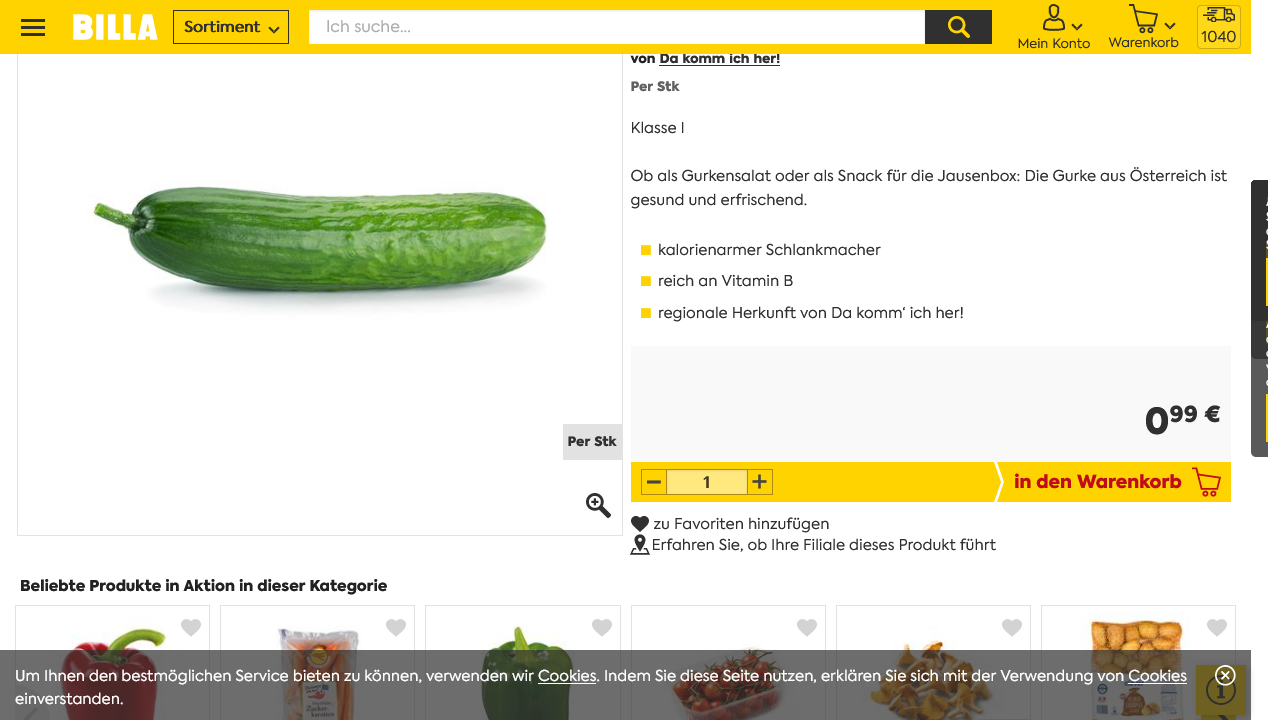 BILLA
Sortiment
Ich suche...
Mein Konto
Warenkorb
1040
von Da komm ich her!
Per Stk
Klasse I
Ob als Gurkensalat oder als Snack für die Jausenbox: Die Gurke aus Österreich ist
gesund und erfrischend.
kalorienarmer Schlankmacher
reich an Vitamin B
regionale Herkunft von Da komm‘ ich her!
0 99 €
Per Stk
1
in den Warenkorb
zu Favoriten hinzufügen
Erfahren Sie, ob Ihre Filiale dieses Produkt führt
Beliebte Produkte in Aktion in dieser Kategorie
Um Ihnen den bestmöglichen Service bieten zu können, verwenden wir Cookies. Indem Sie diese Seite nutzen, erklären Sie sich mit der Verwendung von Cookies
einverstanden.